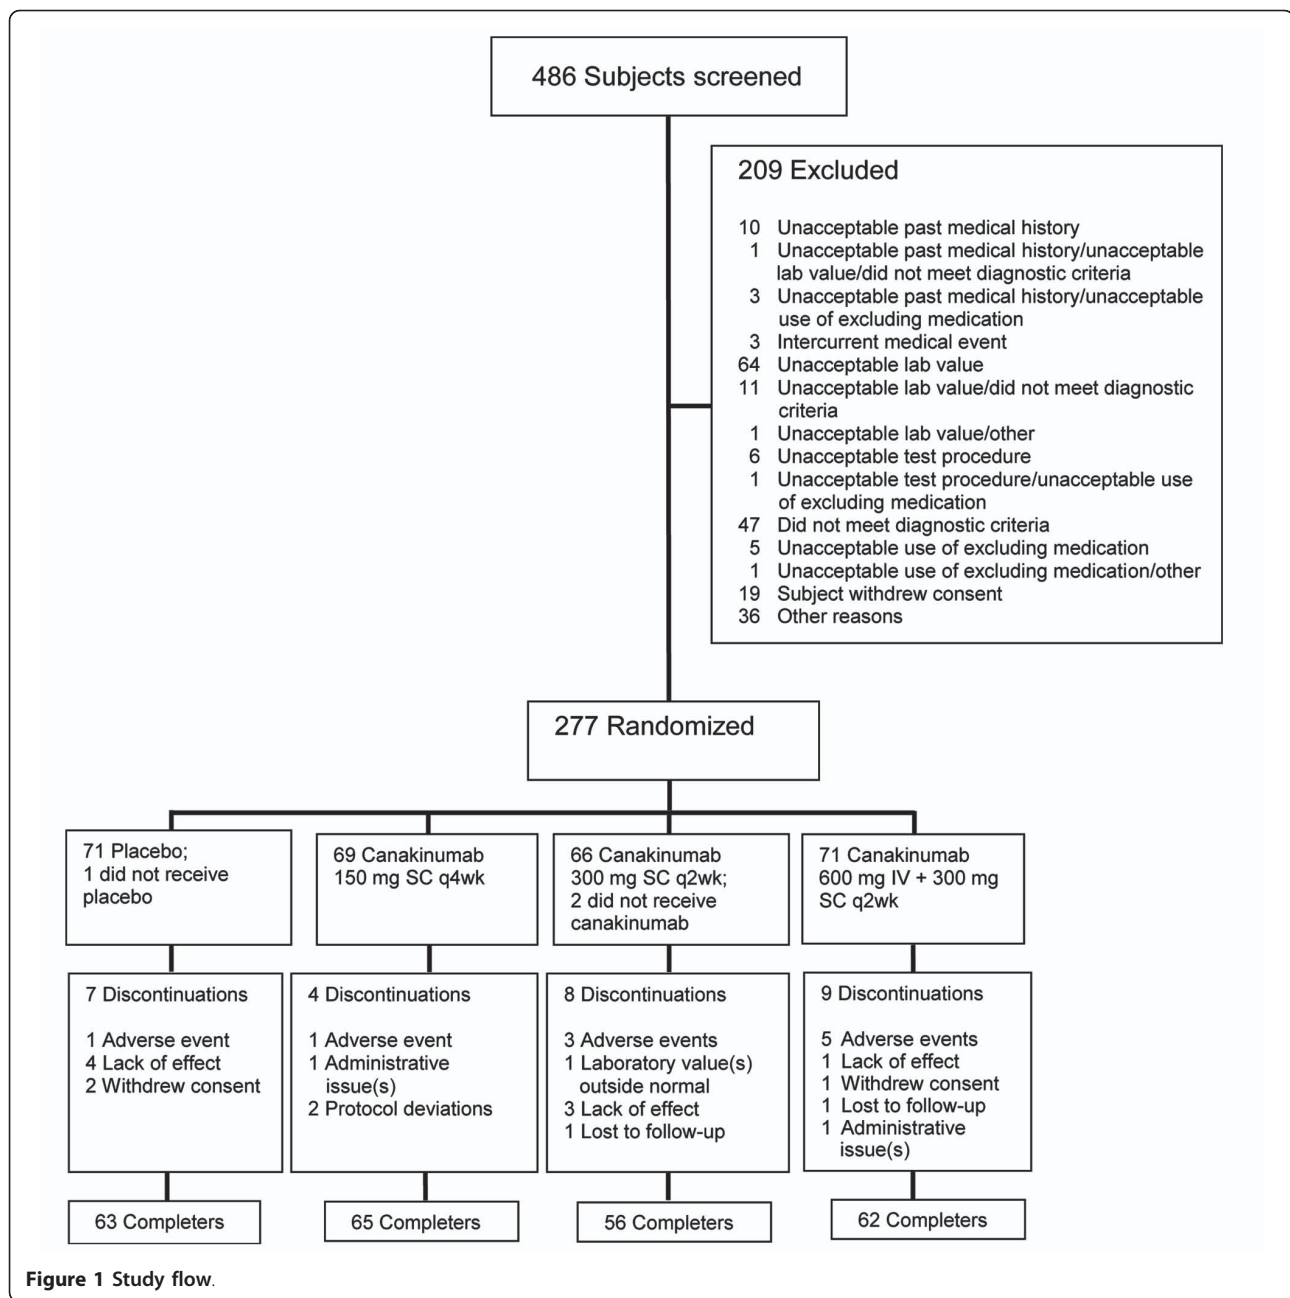 486 Subjects screened
209 Excluded
10 Unacceptable past medical history
1 Unacceptable past medical history/unacceptable
lab value/did not meet diagnostic criteria
3 Unacceptable past medical history/unacceptable
use of excluding medication
3 Intercurrent medical event
64 Unacceptable lab value
11 Unacceptable lab value/did not meet diagnostic
criteria
1 Unacceptable lab value/other
6 Unacceptable test procedure
1 Unacceptable test procedure/unacceptable use
of excluding medication
47 Did not meet diagnostic criteria
5 Unacceptable use of excluding medication
1 Unacceptable use of excluding medication/other
19 Subject withdrew consent
36 Other reasons
277 Randomized
71 Placebo;
1 did not receive
placebo
69 Canakinumab
150 mg SC q4wk
66 Canakinumab
300 mg SC q2wk;
2 did not receive
canakinumab
71 Canakinumab
600 mg IV + 300 mg
SC q2wk
7 Discontinuations
1 Adverse event
4 Lack of effect
2 Withdrew consent
4 Discontinuations
1 Adverse event
1 Administrative
issue(s)
2 Protocol deviations
8 Discontinuations
3 Adverse events
1 Laboratory value(s)
outside normal
3 Lack of effect
1 Lost to follow-up
9 Discontinuations
5 Adverse events
1 Lack of effect
1 Withdrew consent
1 Lost to follow-up
1 Administrative
issue(s)
63 Completers
65 Completers
56 Completers
62 Completers
Figure 1 Study flow.